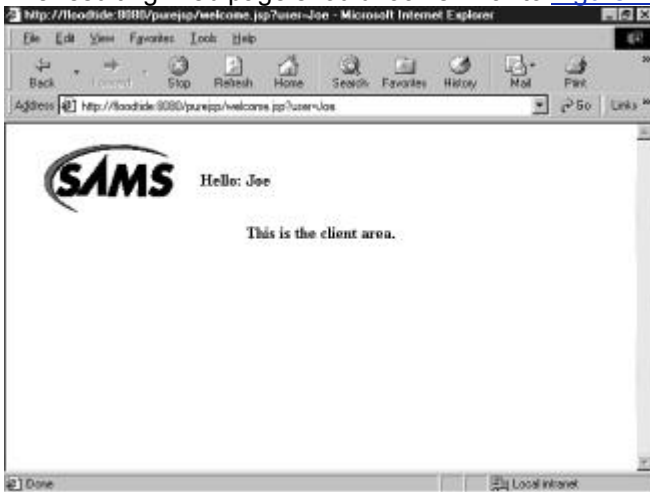 http://floodtide:8080/purejsp/welcome.jsp?user=Joe - Microsoft Internet Explorer
File Edit View Favorites Tools Help
Back Forward Stop Refresh Home Search Favorites History Mail Print »
Address http://floodtide:8080/purejsp/welcome.jsp?user=Joe Go Links »
SAMS
Hello: Joe
This is the client area.
Done Local intranet